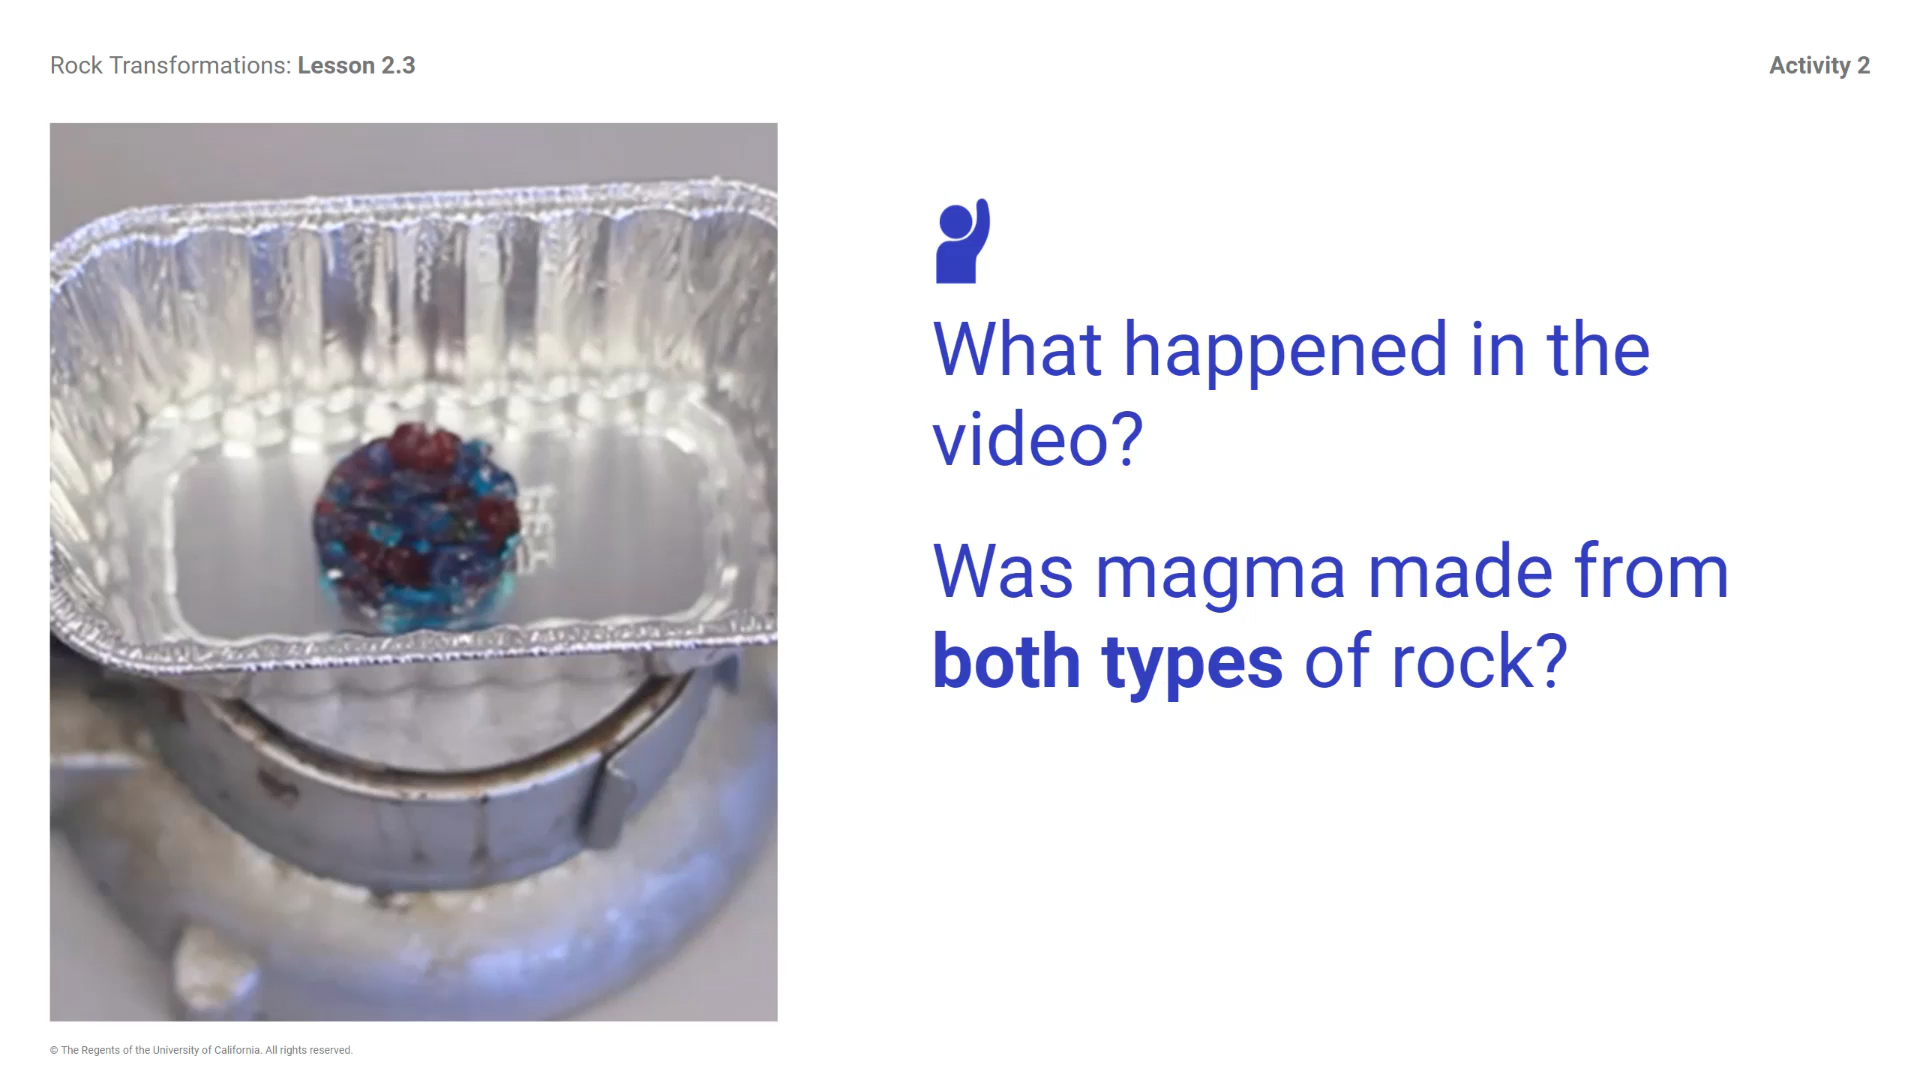 Rock Transformations: Lesson 2.3
Activity 2
What happened in the
video?
Was magma made from
both types of rock?
© The Regents of the University of California. All rights reserved.